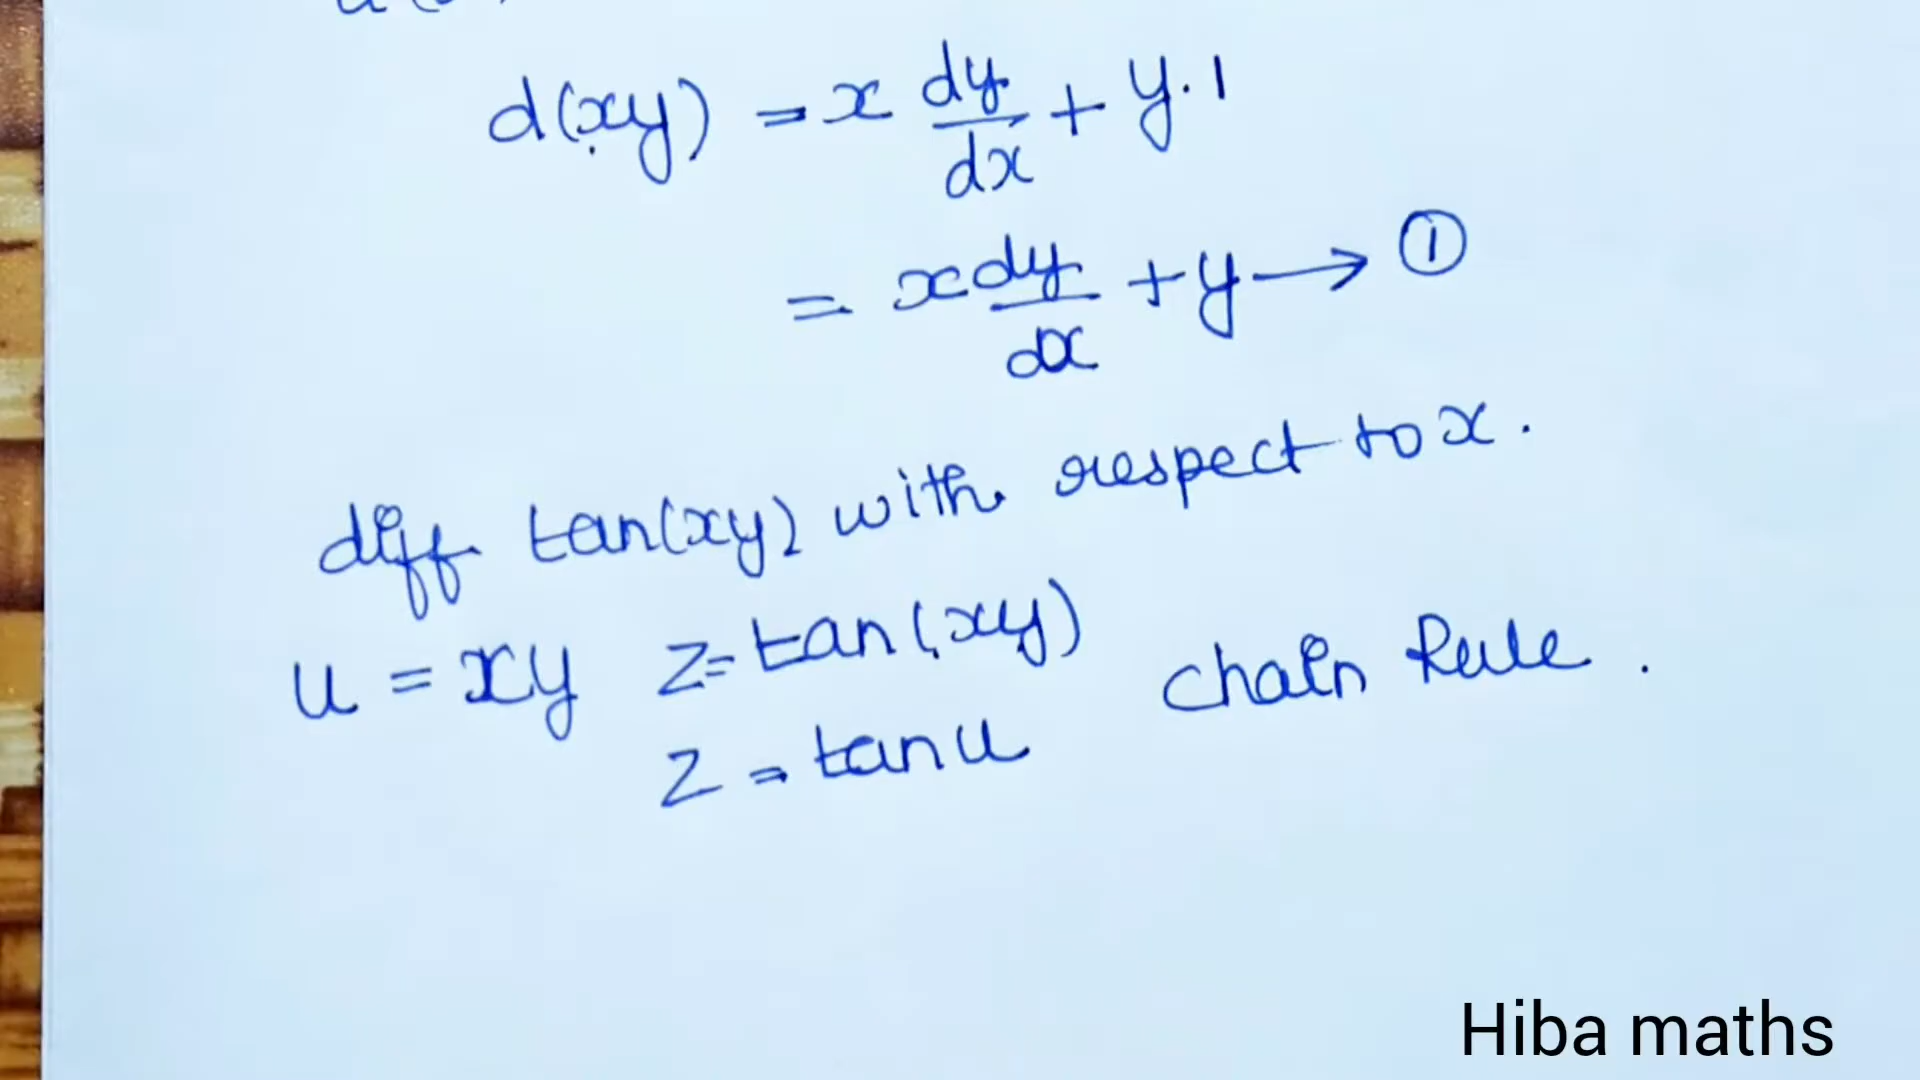 d(xy) = x dy/dx + y.1
= x dy/dx + y → ①
diff tan(xy) with respect to x.
u = xy z = tan(xy) chain Rule.
z = tan u
Hiba maths